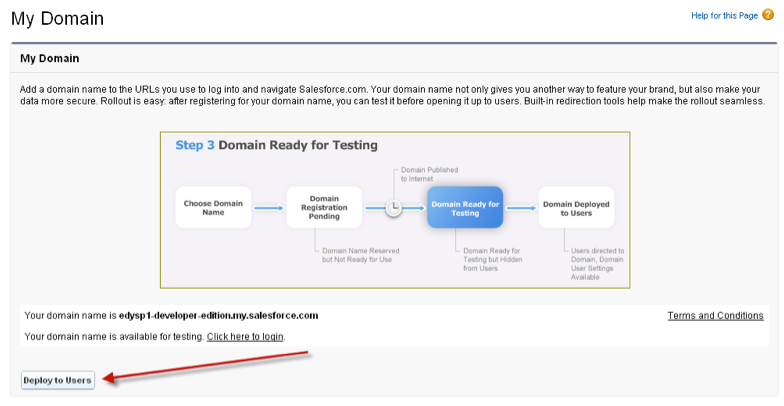 My Domain
Help for this Page
My Domain
Add a domain name to the URLs you use to log into and navigate Salesforce.com. Your domain name not only gives you another way to feature your brand, but also make your
data more secure. Rollout is easy: after registering for your domain name, you can test it before opening it up to users. Built-in redirection tools help make the rollout seamless.
Step 3 Domain Ready for Testing
Domain Published
to Internet
Choose Domain
Name
Domain
Registration
Pending
Domain Ready for
Testing
Domain Deployed
to Users
Domain Name Reserved
but Not Ready for Use
Domain Ready for
Testing but Hidden
from Users
Users directed to
Domain, Domain
User Settings
Available
Your domain name is edysp1-developer-edition.my.salesforce.com
Terms and Conditions
Your domain name is available for testing. Click here to login.
Deploy to Users